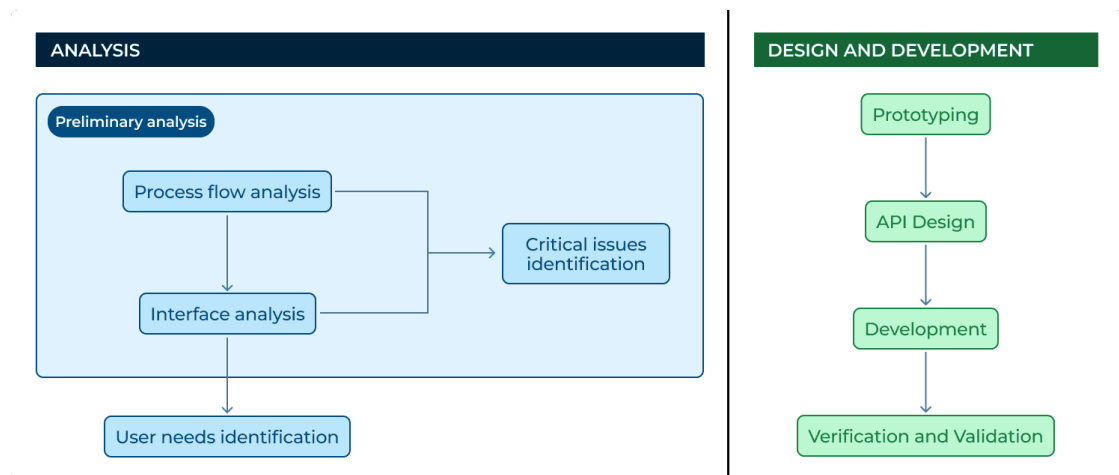 ANALYSIS
Preliminary analysis
Process flow analysis
Critical issues
identification
Interface analysis
User needs identification
DESIGN AND DEVELOPMENT
Prototyping
API Design
Development
Verification and Validation